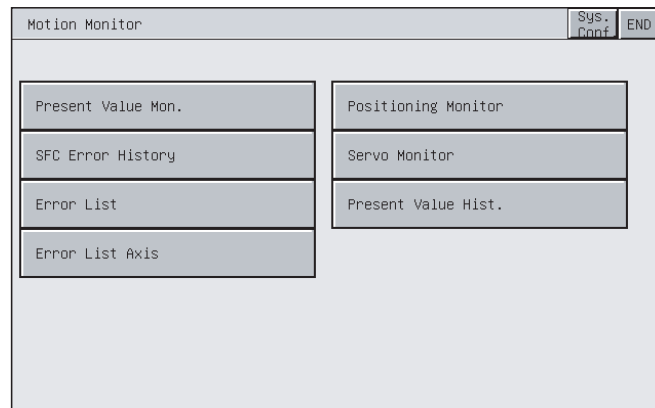 Motion Monitor
Sys. Conf.
END
Present Value Mon.
Positioning Monitor
SFC Error History
Servo Monitor
Error List
Present Value Hist.
Error List Axis